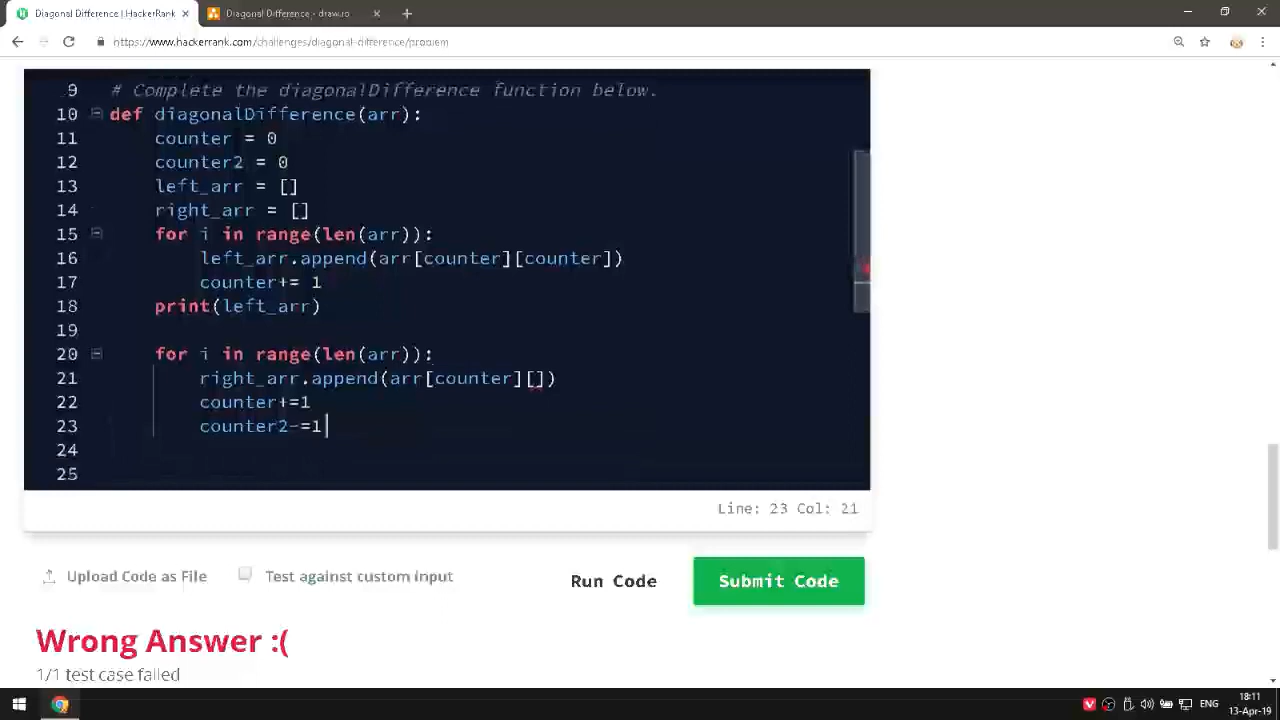 Diagonal Difference | HackerRank
Diagonal Difference - draw.io
https://www.hackerrank.com/challenges/diagonal-difference/problem
9 # Complete the diagonalDifference function below.
10 def diagonalDifference(arr):
11 counter = 0
12 counter2 = 0
13 left_arr = []
14 right_arr = []
15 for i in range(len(arr)):
16 left_arr.append(arr[counter][counter])
17 counter+= 1
18 print(left_arr)
19
20 for i in range(len(arr)):
21 right_arr.append(arr[counter][])
22 counter+=1
23 counter2-=1
24
25
Line: 23 Col: 21
Upload Code as File
Test against custom input
Run Code
Submit Code
Wrong Answer :(
1/1 test case failed
ENG
18:11
13-Apr-19